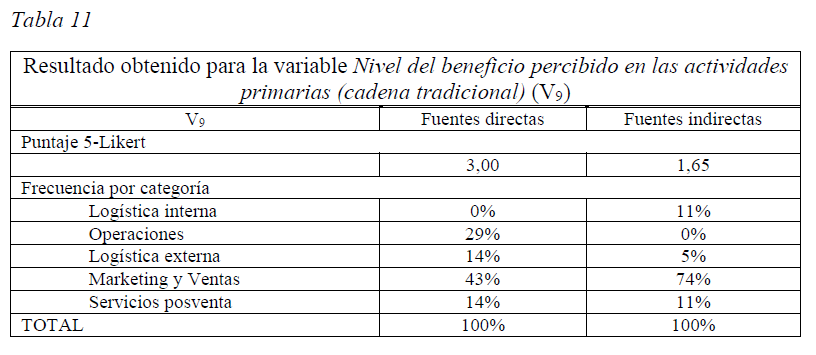 Tabla 11
Resultado obtenido para la variable Nivel del beneficio percibido en las actividades
primarias (cadena tradicional) (V₉)
V₉ Fuentes directas Fuentes indirectas
Puntaje 5-Likert
3,00 1,65
Frecuencia por categoría
Logística interna 0% 11%
Operaciones 29% 0%
Logística externa 14% 5%
Marketing y Ventas 43% 74%
Servicios posventa 14% 11%
TOTAL 100% 100%